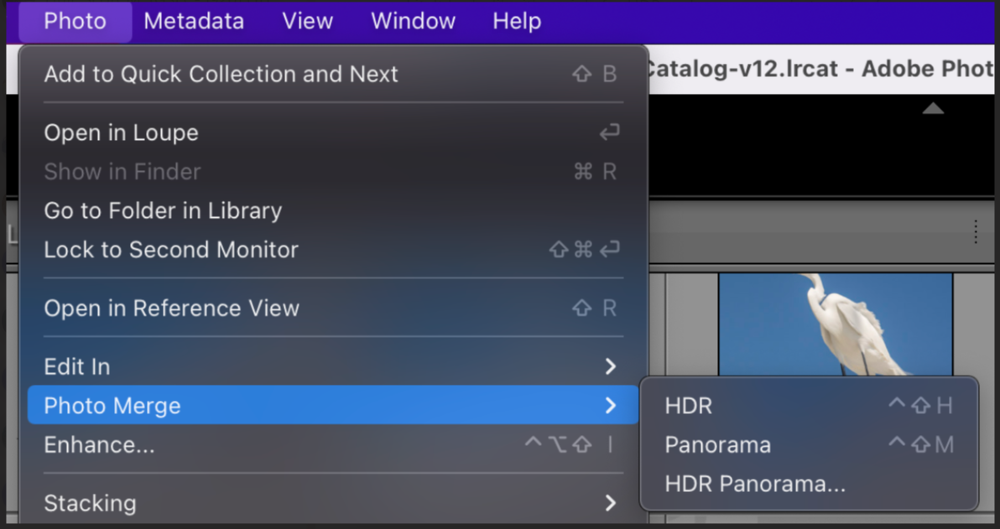 Photo Metadata View Window Help
Catalog-v12.lrcat - Adobe Phot
Add to Quick Collection and Next ⇧ B
Open in Loupe ↩
Show in Finder ⌘ R
Go to Folder in Library
Lock to Second Monitor ⇧ ⌘ ↩
Open in Reference View ⇧ R
Edit In >
Photo Merge >
HDR ^ ⇧ H
Enhance... ^ ⌥ ⇧ I
Panorama ^ ⇧ M
HDR Panorama...
Stacking >